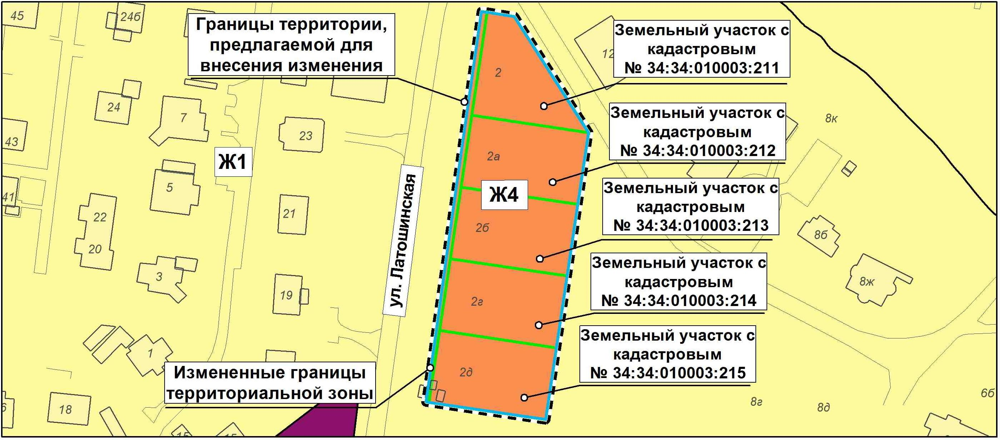 45
24б
Границы территории,
предлагаемой для
внесения изменения
Земельный участок с
кадастровым
№ 34:34:010003:211
12
2
24
7
43
23
Ж1
Земельный участок с
кадастровым
№ 34:34:010003:212
8к
2а
5
41
22
20
21
ул. Латошинская
Ж4
Земельный участок с
кадастровым
№ 34:34:010003:213
2б
8б
3
19
Земельный участок с
кадастровым
№ 34:34:010003:214
2г
8ж
1
Земельный участок с
кадастровым
№ 34:34:010003:215
2д
Измененные границы
территориальной зоны
18
6
8г
8д
6б
15
15